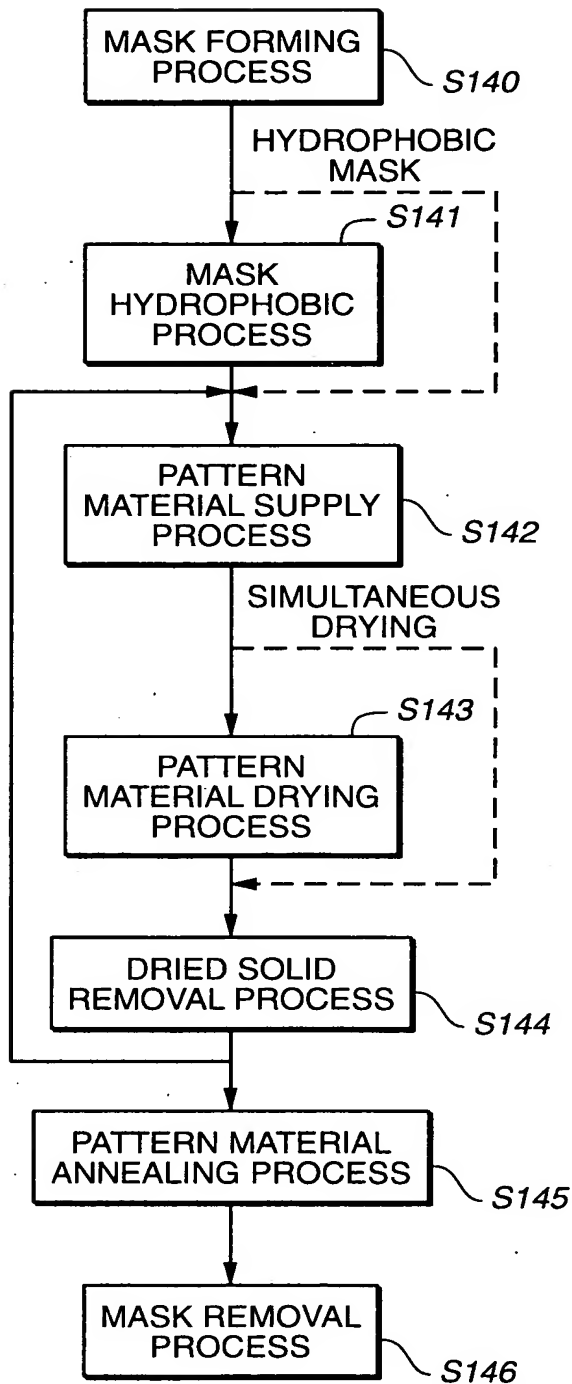 MASK FORMING
PROCESS
S140
HYDROPHOBIC
MASK
S141
MASK
HYDROPHOBIC
PROCESS
PATTERN
MATERIAL SUPPLY
PROCESS
S142
SIMULTANEOUS
DRYING
S143
PATTERN
MATERIAL DRYING
PROCESS
DRIED SOLID
REMOVAL PROCESS
S144
PATTERN MATERIAL
ANNEALING PROCESS
S145
MASK REMOVAL
PROCESS
S146